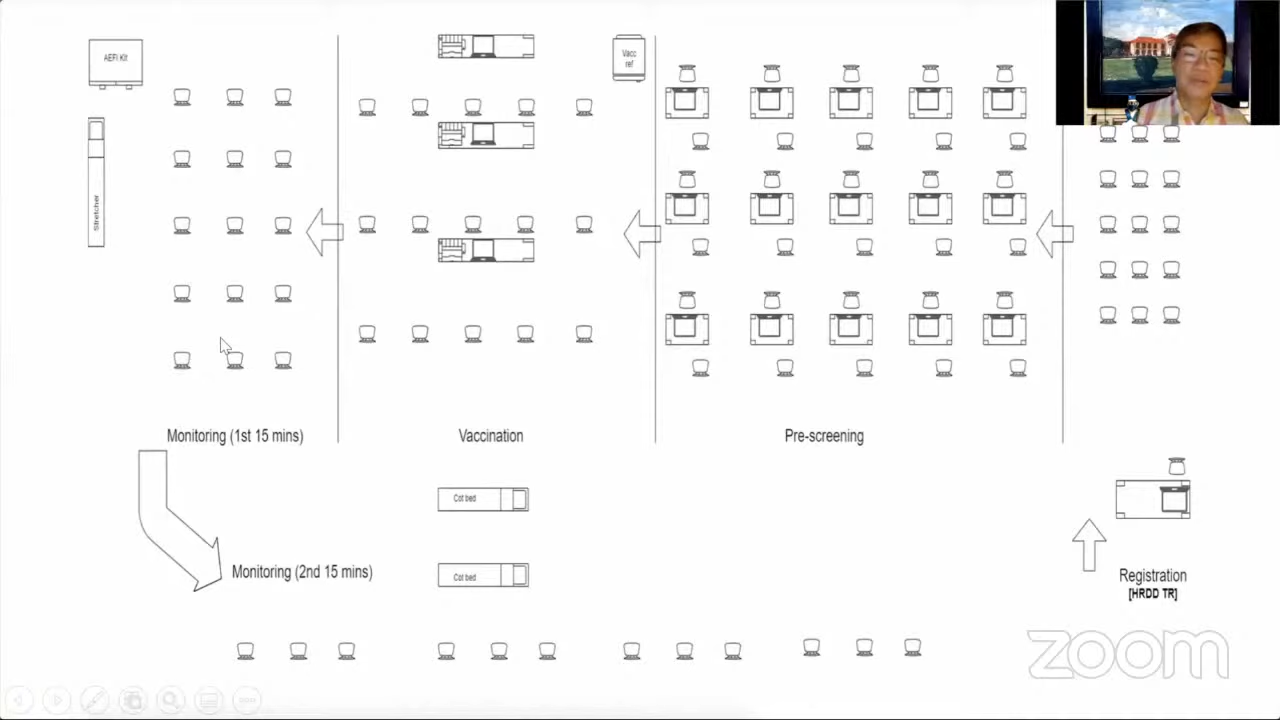 AEFI Kit
Vacc
ref
Stretcher
Monitoring (1st 15 mins)
Vaccination
Pre-screening
Cot bed
Cot bed
Monitoring (2nd 15 mins)
Registration
[HRDD TR]
zoom